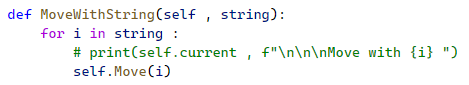 def MoveWithString(self , string):
    for i in string :
        # print(self.current , f"\n\n\nMove with {i} ")
        self.Move(i)